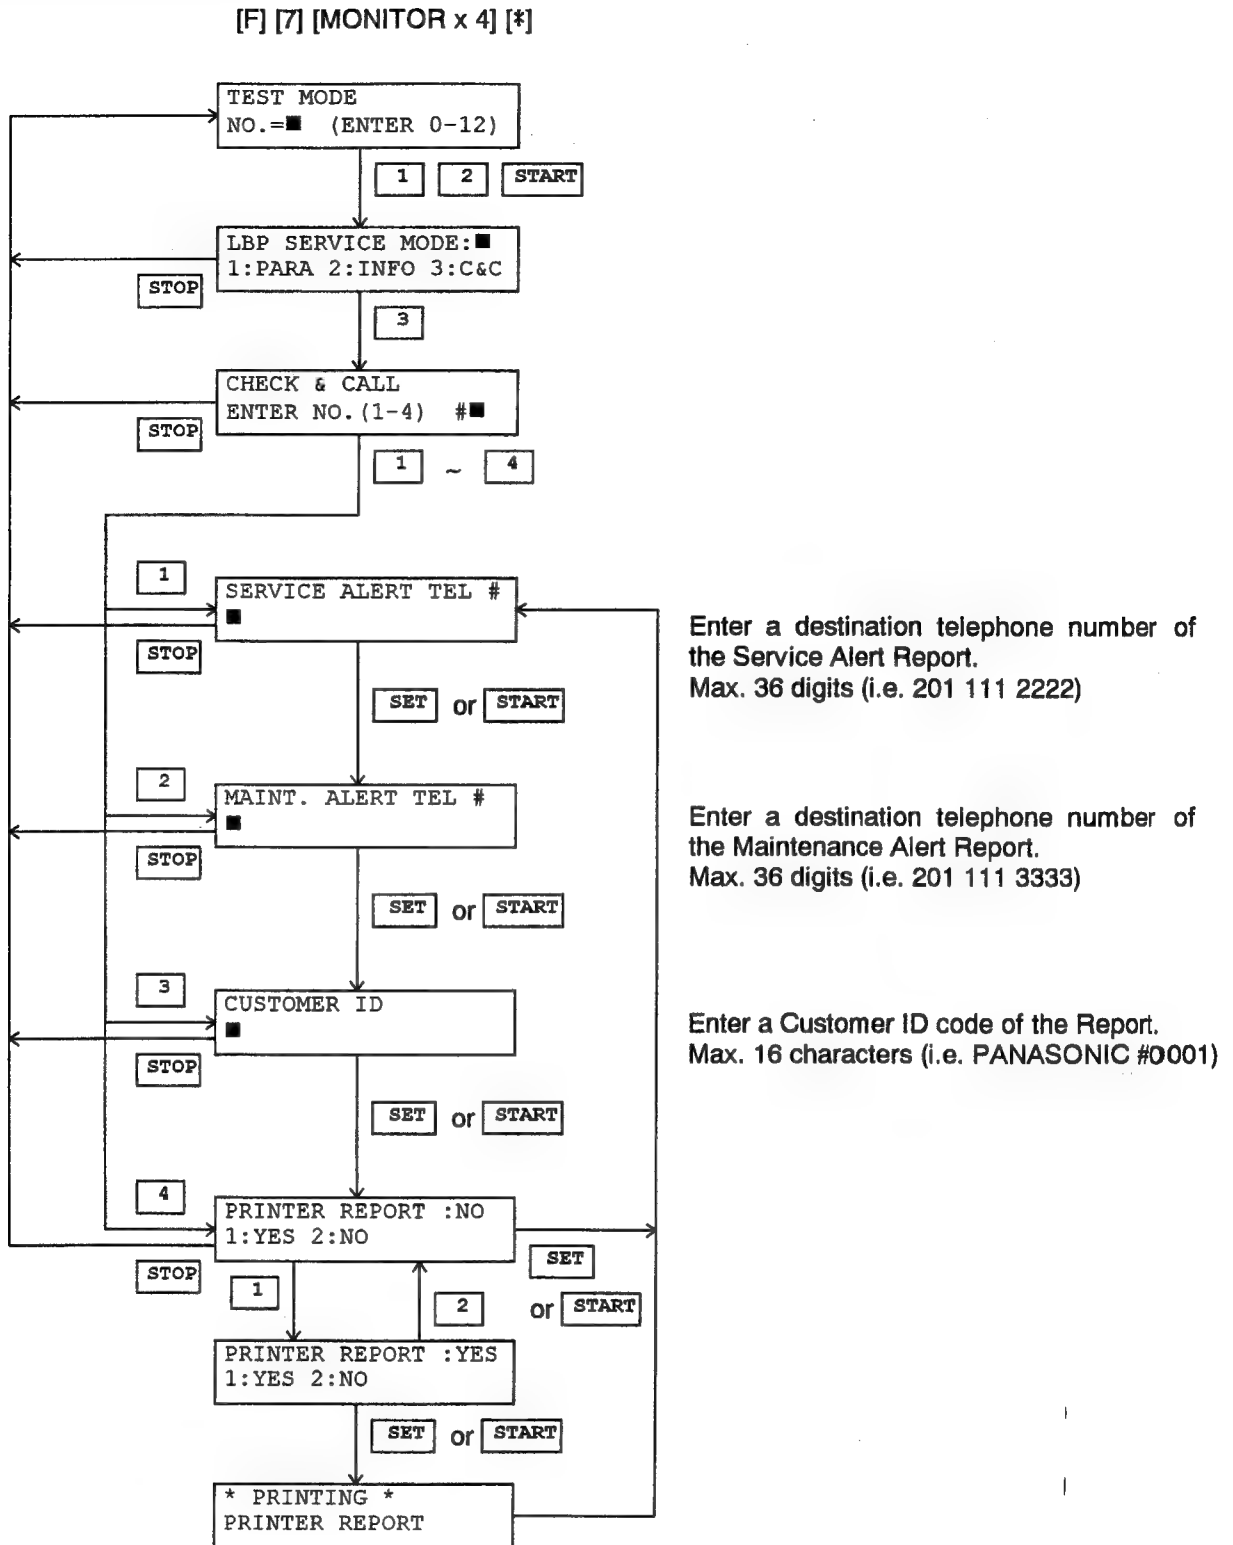 [F] [7] [MONITOR x 4] [*]
TEST MODE
NO.=■ (ENTER 0-12)
1 2 START
LBP SERVICE MODE:■
1:PARA 2:INFO 3:C&C
STOP
3
CHECK & CALL
ENTER NO.(1-4) #■
STOP
1 ~ 4
1
SERVICE ALERT TEL #
■
STOP
Enter a destination telephone number of
the Service Alert Report.
Max. 36 digits (i.e. 201 111 2222)
SET or START
2
MAINT. ALERT TEL #
■
STOP
Enter a destination telephone number of
the Maintenance Alert Report.
Max. 36 digits (i.e. 201 111 3333)
SET or START
3
CUSTOMER ID
■
STOP
Enter a Customer ID code of the Report.
Max. 16 characters (i.e. PANASONIC #0001)
SET or START
4
PRINTER REPORT :NO
1:YES 2:NO
STOP
SET
or START
1
2
PRINTER REPORT :YES
1:YES 2:NO
SET or START
* PRINTING *
PRINTER REPORT